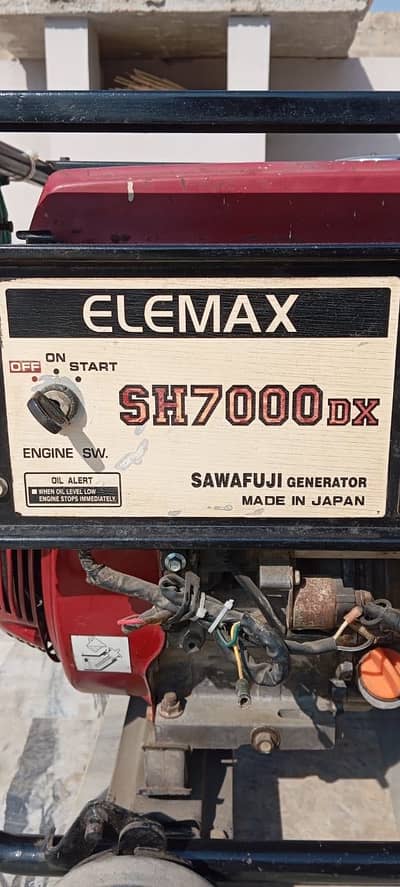 ELEMAX
ON
OFF START
SH7000DX
ENGINE SW.
OIL ALERT
■ WHEN OIL LEVEL LOW
ENGINE STOPS IMMEDIATELY.
SAWAFUJI GENERATOR
MADE IN JAPAN